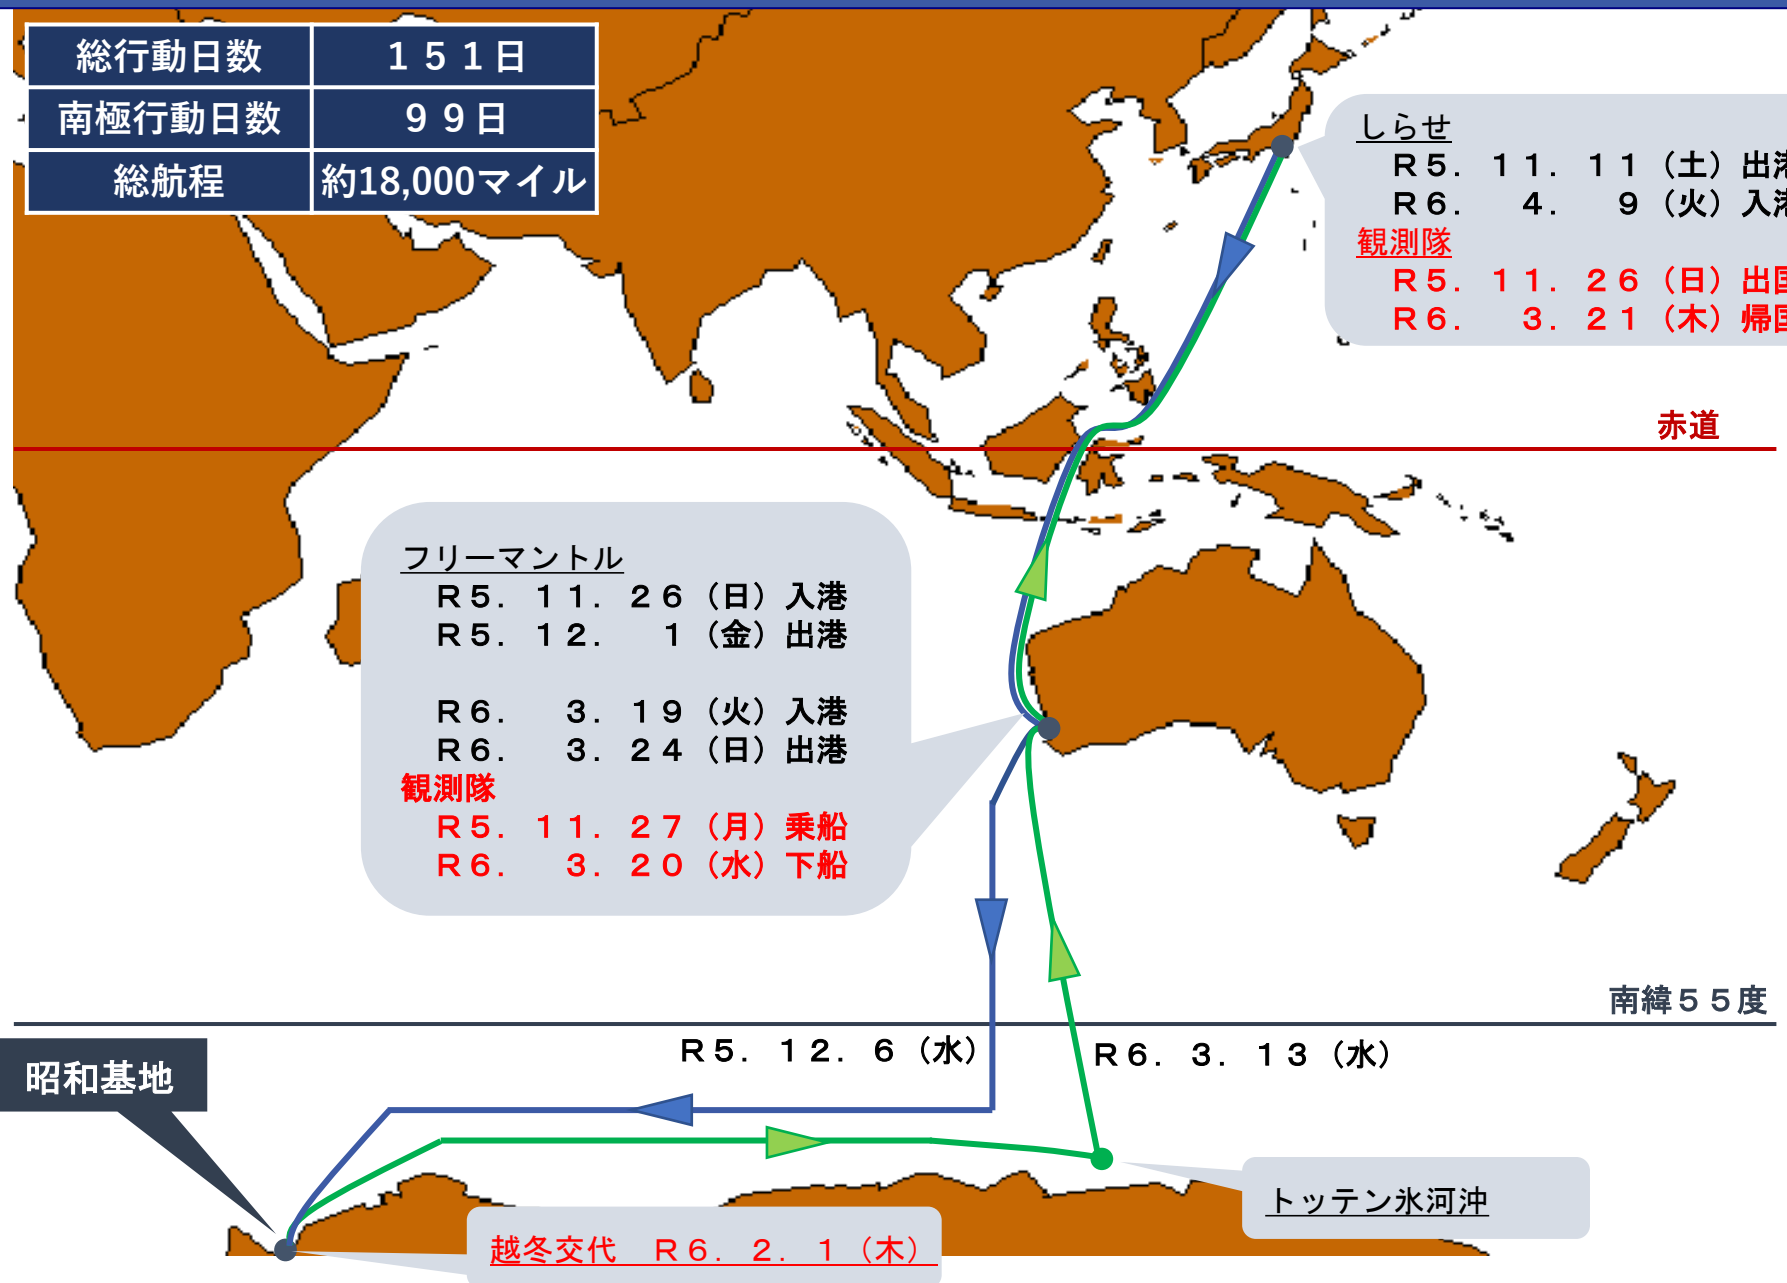 総行動日数 １５１日
南極行動日数 ９９日
総航程 約18,000マイル
しらせ
Ｒ５．１１．１１（土）出港
Ｒ６．　４．　９（火）入港
観測隊
Ｒ５．１１．２６（日）出国
Ｒ６．　３．２１（木）帰国
赤道
フリーマントル
Ｒ５．１１．２６（日）入港
Ｒ５．１２．　１（金）出港
Ｒ６．　３．１９（火）入港
Ｒ６．　３．２４（日）出港
観測隊
Ｒ５．１１．２７（月）乗船
Ｒ６．　３．２０（水）下船
南緯５５度
Ｒ５．１２．６（水）
Ｒ６．３．１３（水）
昭和基地
トッテン氷河沖
越冬交代　Ｒ６．２．１（木）